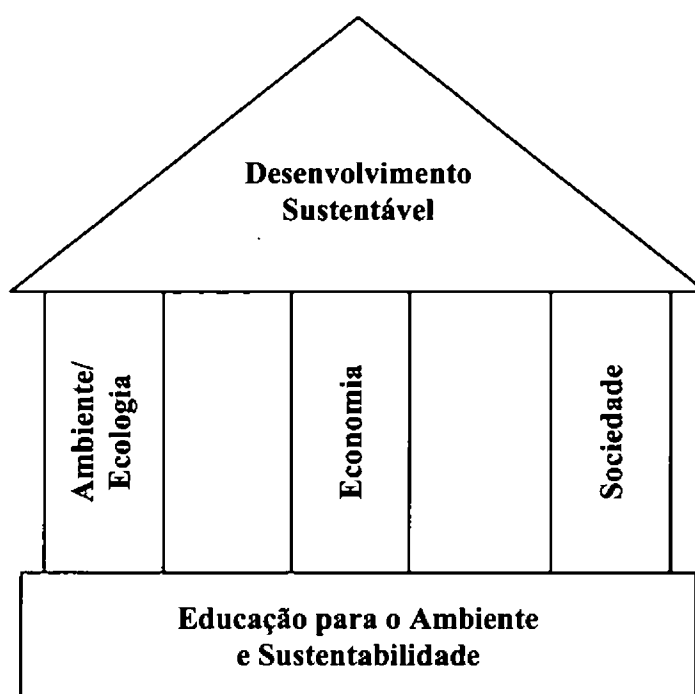 Desenvolvimento
Sustentável
Ambiente/
Ecologia
Economia
Sociedade
Educação para o Ambiente
e Sustentabilidade